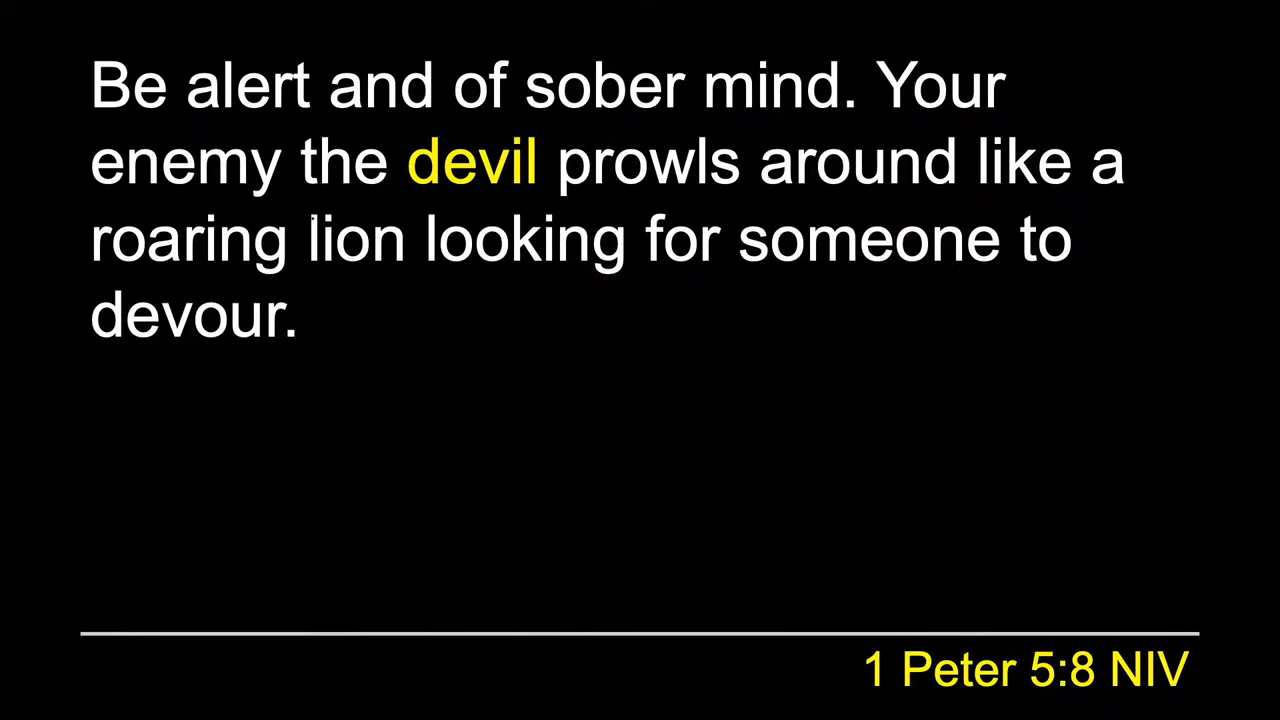 Be alert and of sober mind. Your
enemy the devil prowls around like a
roaring lion looking for someone to
devour.
1 Peter 5:8 NIV